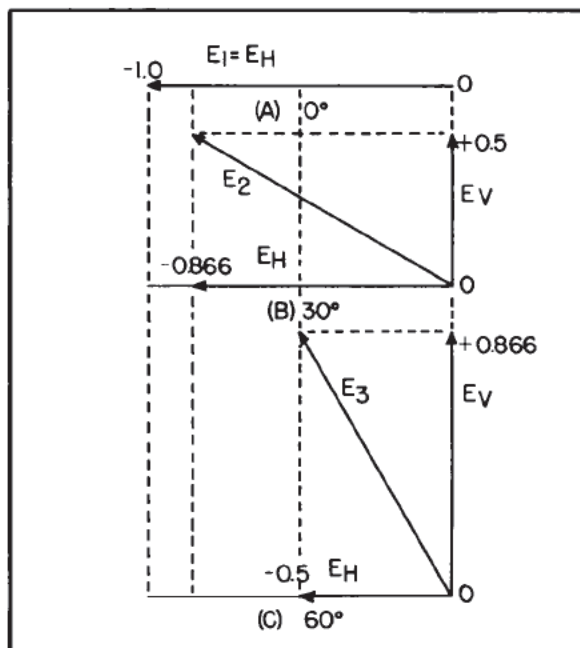 E1 = EH
-1.0 0
(A) 0°
+0.5
E2 EV
-0.866 EH 0
(B) 30°
+0.866
E3 EV
-0.5 EH 0
(C) 60°